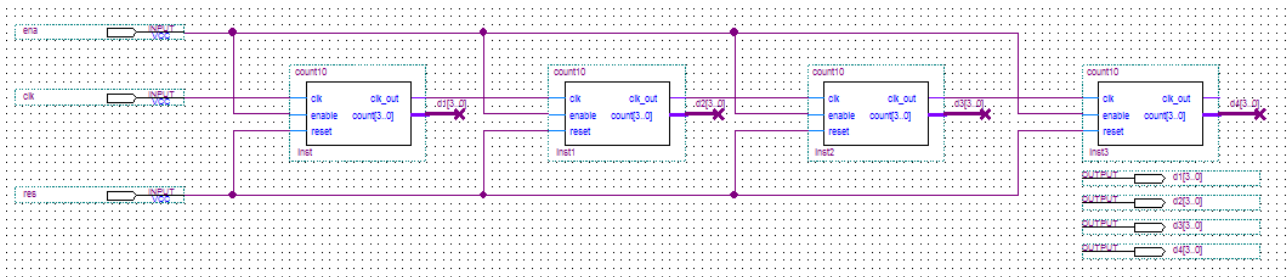 ena INPUT VCC
count10 count10 count10 count10
clk INPUT VCC
clk clk_out d1[3..0] clk clk_out d2[3..0] clk clk_out d3[3..0] clk clk_out d4[3..0]
enable count[3..0] enable count[3..0] enable count[3..0] enable count[3..0]
reset reset reset reset
inst inst1 inst2 inst3
res INPUT VCC
OUTPUT d1[3..0]
OUTPUT d2[3..0]
OUTPUT d3[3..0]
OUTPUT d4[3..0]